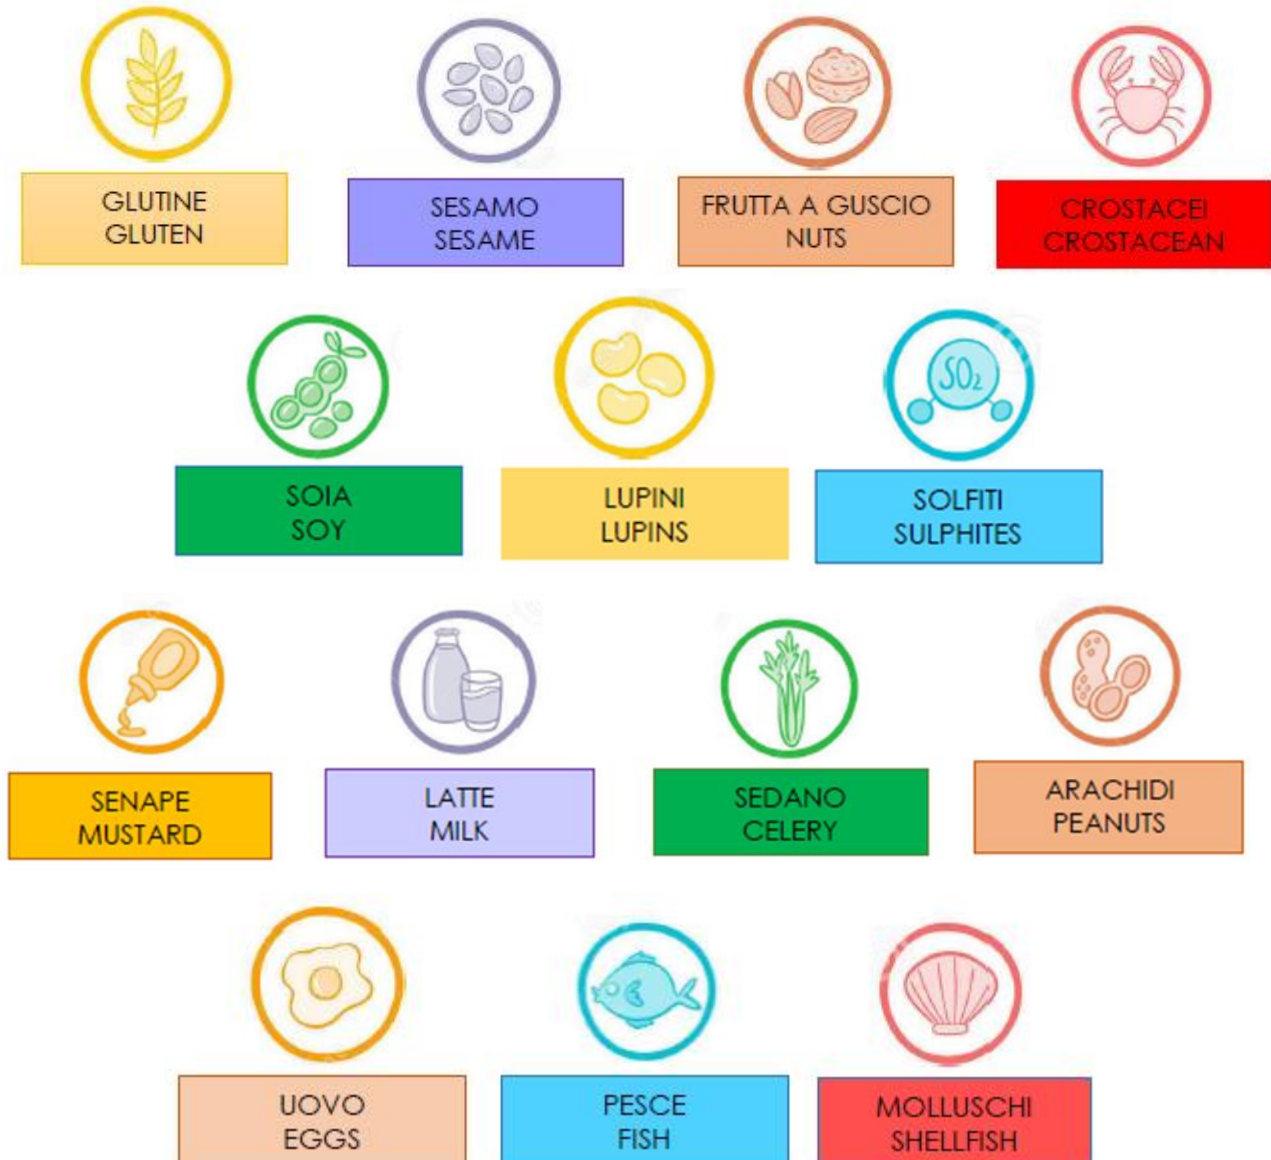 GLUTINE
GLUTEN
SESAMO
SESAME
FRUTTA A GUSCIO
NUTS
CROSTACEI
CROSTACEAN
SO₂
SOIA
SOY
LUPINI
LUPINS
SOLFITI
SULPHITES
SENAPE
MUSTARD
LATTE
MILK
SEDANO
CELERY
ARACHIDI
PEANUTS
UOVO
EGGS
PESCE
FISH
MOLLUSCHI
SHELLFISH